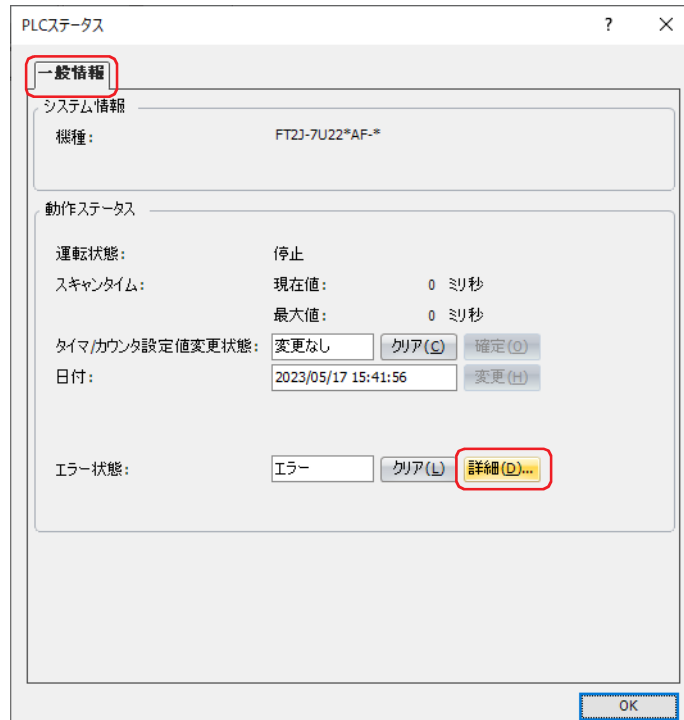 PLCステータス ? ×
一般情報
システム情報
機種： FT2J-7U22*AF-*
動作ステータス
運転状態： 停止
スキャンタイム： 現在値： 0 ミリ秒
最大値： 0 ミリ秒
タイマ/カウンタ設定値変更状態： 変更なし クリア(C) 確定(O)
日付： 2023/05/17 15:41:56 変更(H)
エラー状態： エラー クリア(L) 詳細(D)...
OK